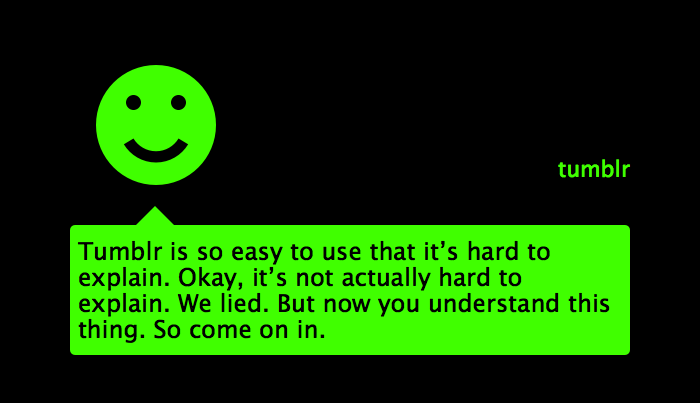 tumblr
Tumblr is so easy to use that it’s hard to
explain. Okay, it’s not actually hard to
explain. We lied. But now you understand this
thing. So come on in.